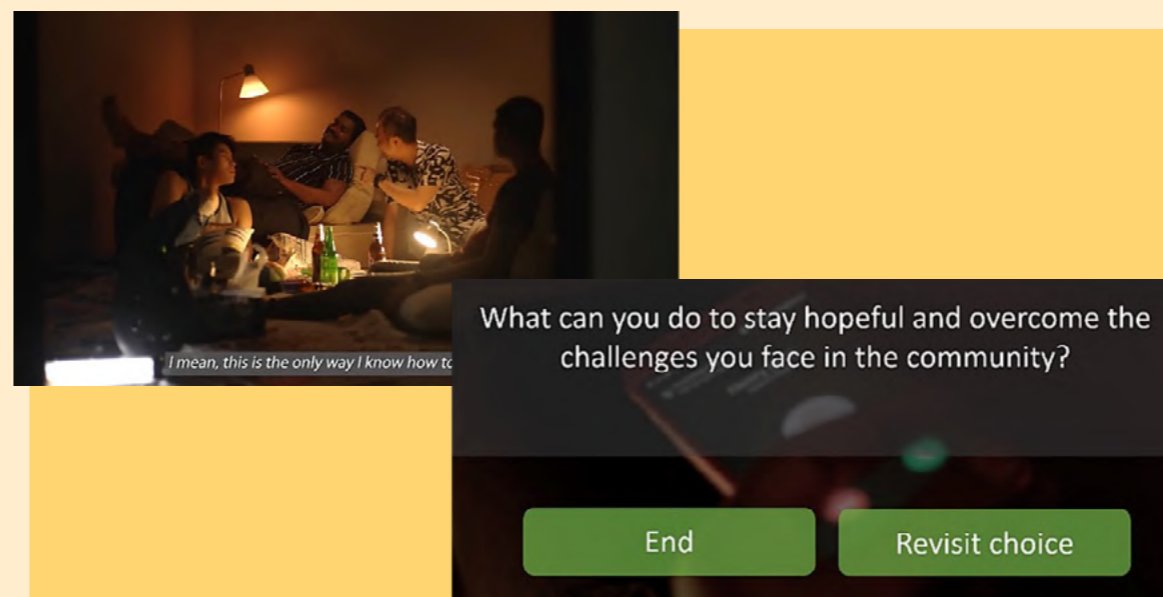 I mean, this is the only way I know how to
What can you do to stay hopeful and overcome the
challenges you face in the community?
End
Revisit choice